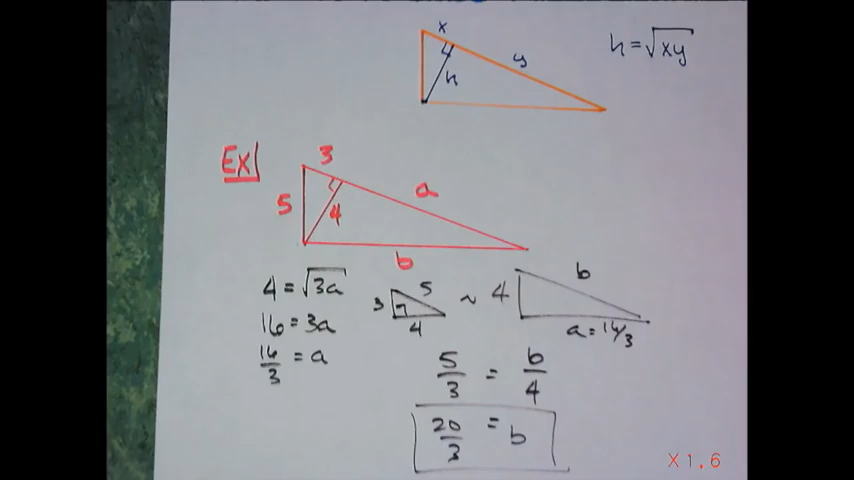 x
y
h
h = √xy
Ex
3
a
5
4
b
4 = √3a
16 = 3a
16/3 = a
3
5
4
~
4
b
a = 16/3
5/3 = b/4
20/3 = b
X1.6